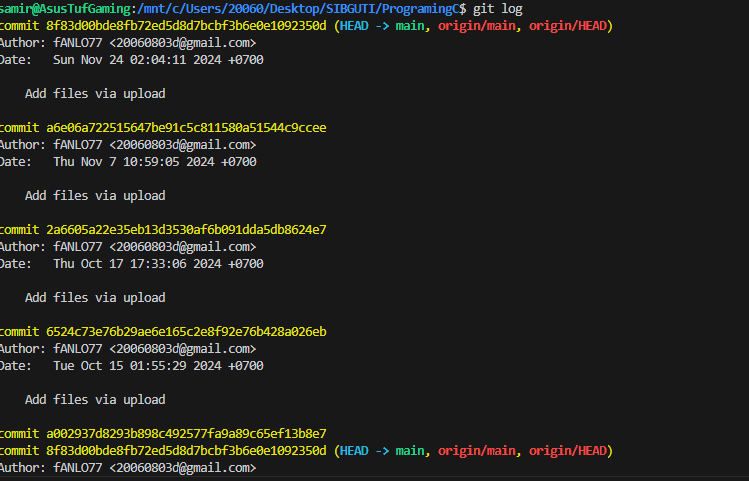 samir@AsusTufGaming:/mnt/c/Users/20060/Desktop/SIBGUTI/ProgramingC$ git log
commit 8f83d00bde8fb72ed5d8d7bcbf3b6e0e1092350d (HEAD -> main, origin/main, origin/HEAD)
Author: fANLO77 <20060803d@gmail.com>
Date:   Sun Nov 24 02:04:11 2024 +0700

    Add files via upload

commit a6e06a722515647be91c5c811580a51544c9ccee
Author: fANLO77 <20060803d@gmail.com>
Date:   Thu Nov 7 10:59:05 2024 +0700

    Add files via upload

commit 2a6605a22e35eb13d3530af6b091dda5db8624e7
Author: fANLO77 <20060803d@gmail.com>
Date:   Thu Oct 17 17:33:06 2024 +0700

    Add files via upload

commit 6524c73e76b29ae6e165c2e8f92e76b428a026eb
Author: fANLO77 <20060803d@gmail.com>
Date:   Tue Oct 15 01:55:29 2024 +0700

    Add files via upload

commit a002937d8293b898c492577fa9a89c65ef13b8e7
commit 8f83d00bde8fb72ed5d8d7bcbf3b6e0e1092350d (HEAD -> main, origin/main, origin/HEAD)
Author: fANLO77 <20060803d@gmail.com>